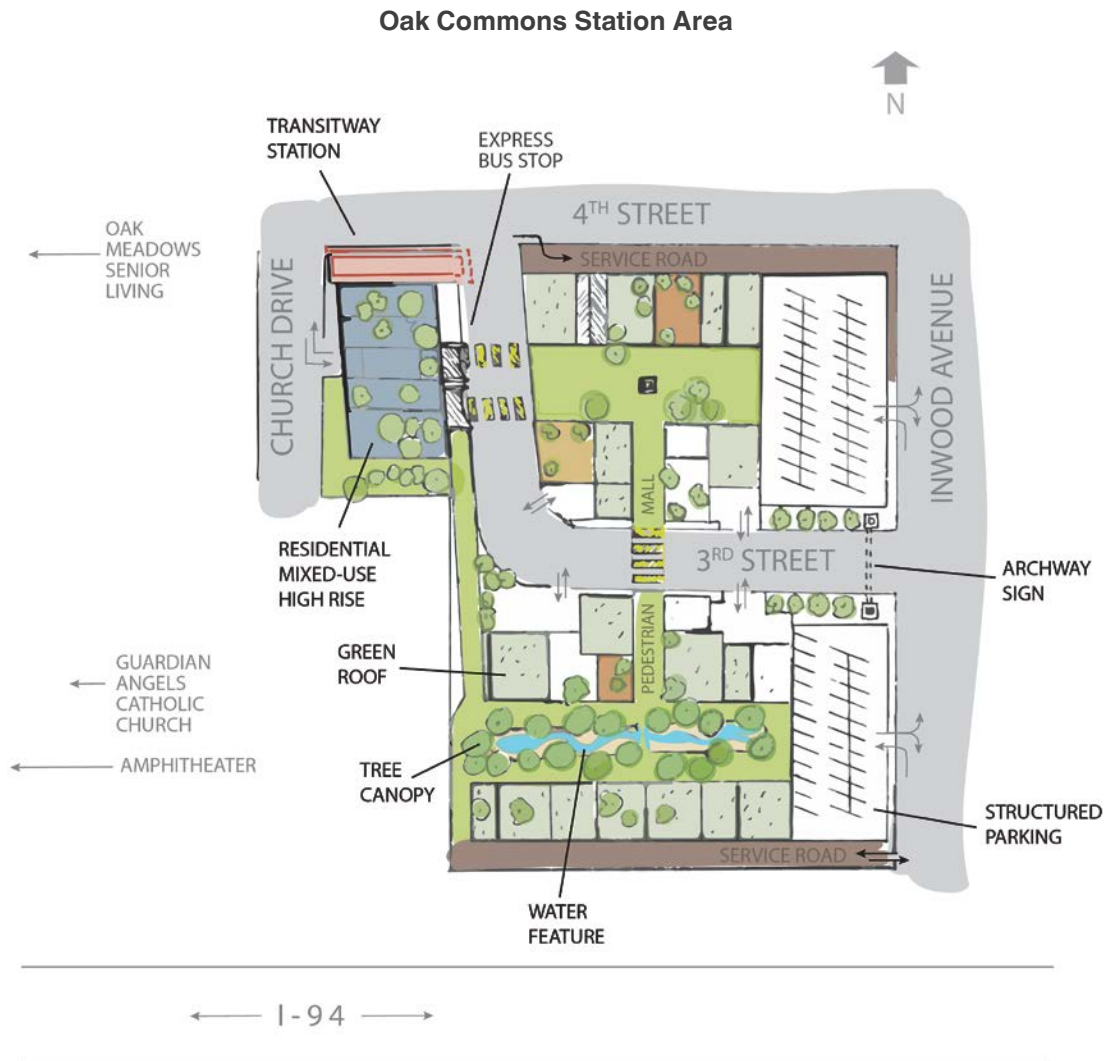 Oak Commons Station Area
N
TRANSITWAY
STATION
EXPRESS
BUS STOP
4TH STREET
OAK
MEADOWS
SENIOR
LIVING
SERVICE ROAD
CHURCH DRIVE
INWOOD AVENUE
MALL
3RD STREET
RESIDENTIAL
MIXED-USE
HIGH RISE
ARCHWAY
SIGN
PEDESTRIAN
GREEN
ROOF
GUARDIAN
ANGELS
CATHOLIC
CHURCH
AMPHITHEATER
TREE
CANOPY
STRUCTURED
PARKING
SERVICE ROAD
WATER
FEATURE
I-94